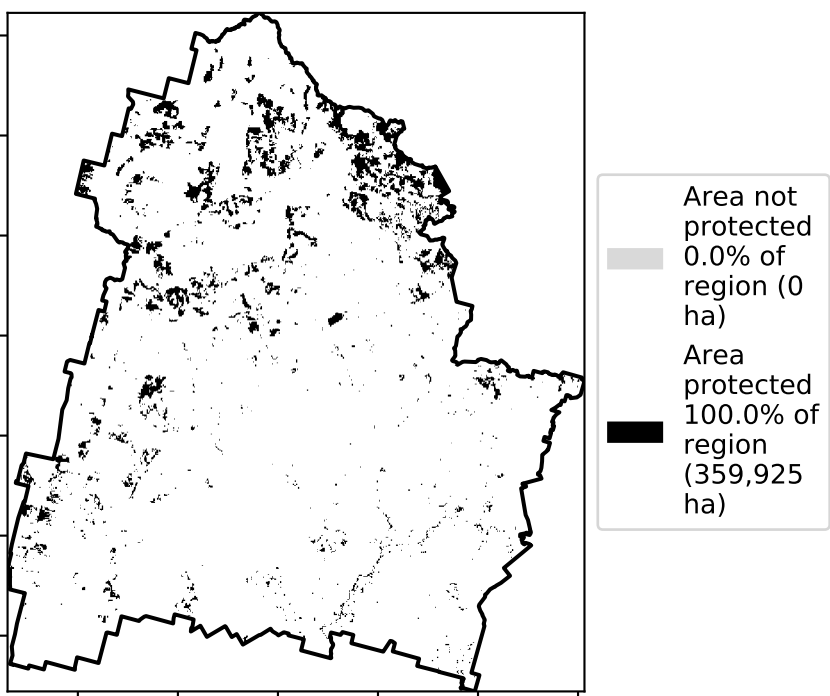 Area not
protected
0.0% of
region (0
ha)
Area
protected
100.0% of
region
(359,925
ha)